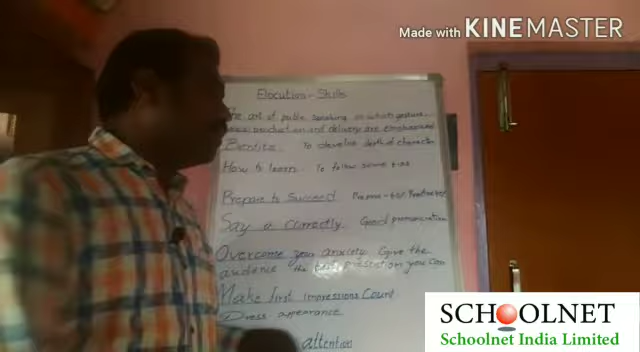 Made with KINEMASTER
Elocution - Skills
The art of public speaking in which gesture,
production and delivery are emphasized
Benefits To develop depth of character
How to learn To follow some tips
Prepare to Succeed Prepare - 60/
Say it correctly. Good pronunciation
Overcome your anxiety Give the
audience the best presentation you can
Make first impressions Count
Dress appearance
attention
SCHOOLNET
Schoolnet India Limited